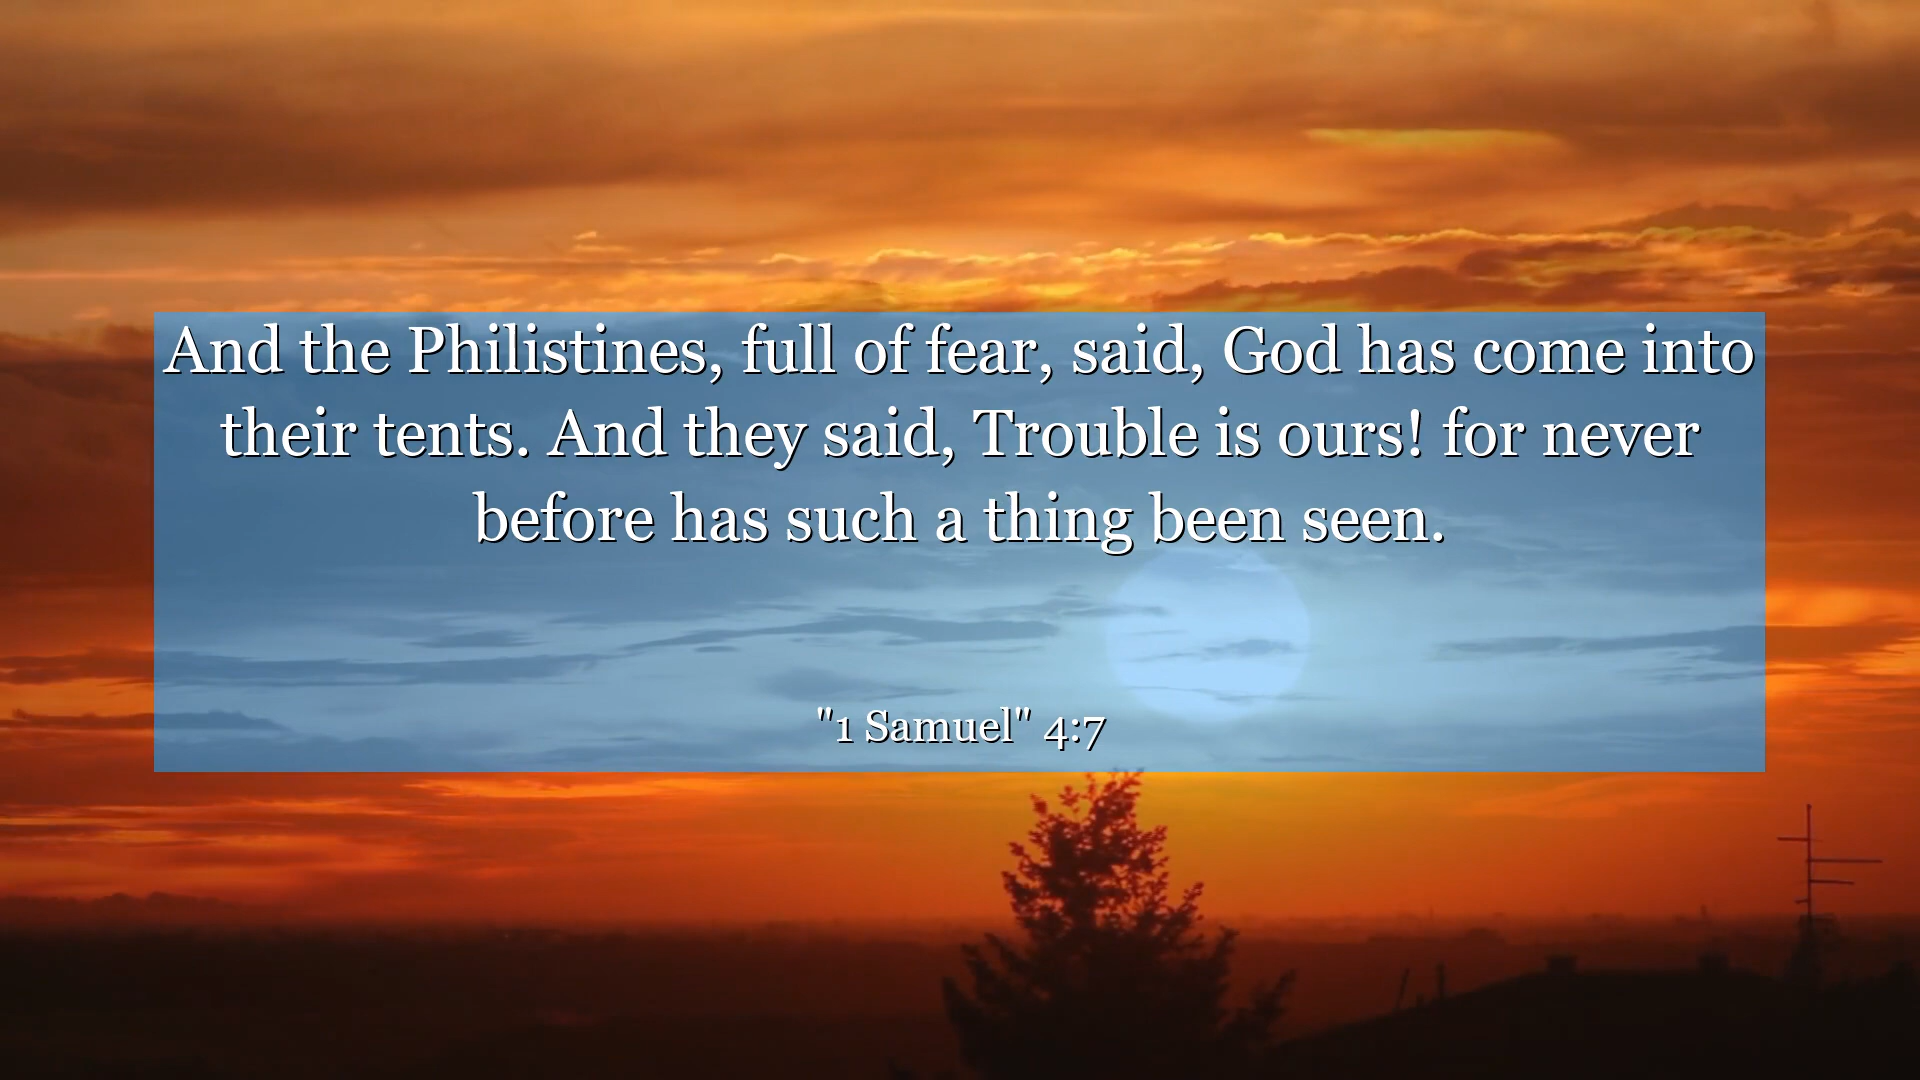 And the Philistines, full of fear, said, God has come into
their tents. And they said, Trouble is ours! for never
before has such a thing been seen.
"1 Samuel" 4:7